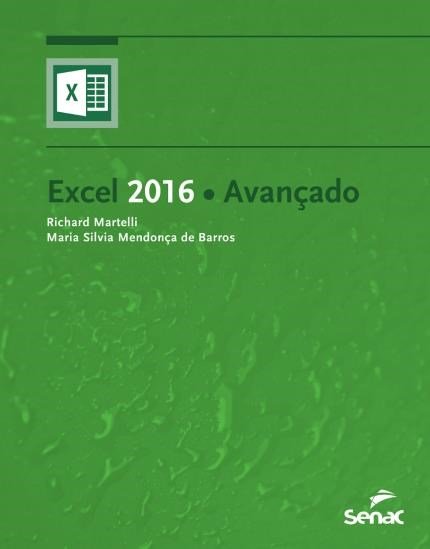 X
Excel 2016 • Avançado
Richard Martelli
Maria Silvia Mendonça de Barros
senac